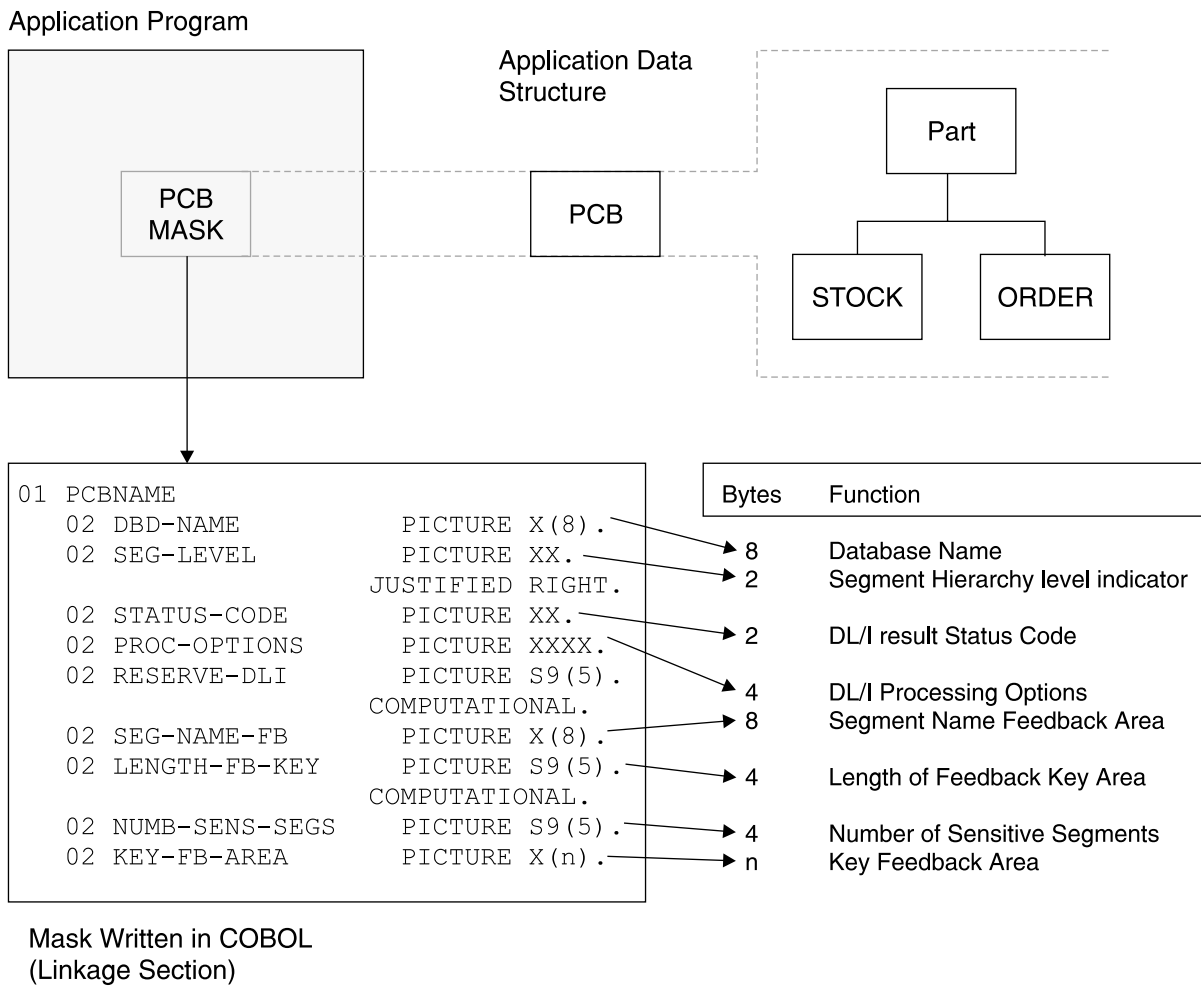 Application Program
Application Data
Structure
Part
PCB
MASK
PCB
STOCK
ORDER
01 PCBNAME
02 DBD-NAME PICTURE X(8).
02 SEG-LEVEL PICTURE XX.
JUSTIFIED RIGHT.
02 STATUS-CODE PICTURE XX.
02 PROC-OPTIONS PICTURE XXXX.
02 RESERVE-DLI PICTURE S9(5).
COMPUTATIONAL.
02 SEG-NAME-FB PICTURE X(8).
02 LENGTH-FB-KEY PICTURE S9(5).
COMPUTATIONAL.
02 NUMB-SENS-SEGS PICTURE S9(5).
02 KEY-FB-AREA PICTURE X(n).
Bytes Function
8 Database Name
2 Segment Hierarchy level indicator
2 DL/I result Status Code
4 DL/I Processing Options
8 Segment Name Feedback Area
4 Length of Feedback Key Area
4 Number of Sensitive Segments
n Key Feedback Area
Mask Written in COBOL
(Linkage Section)